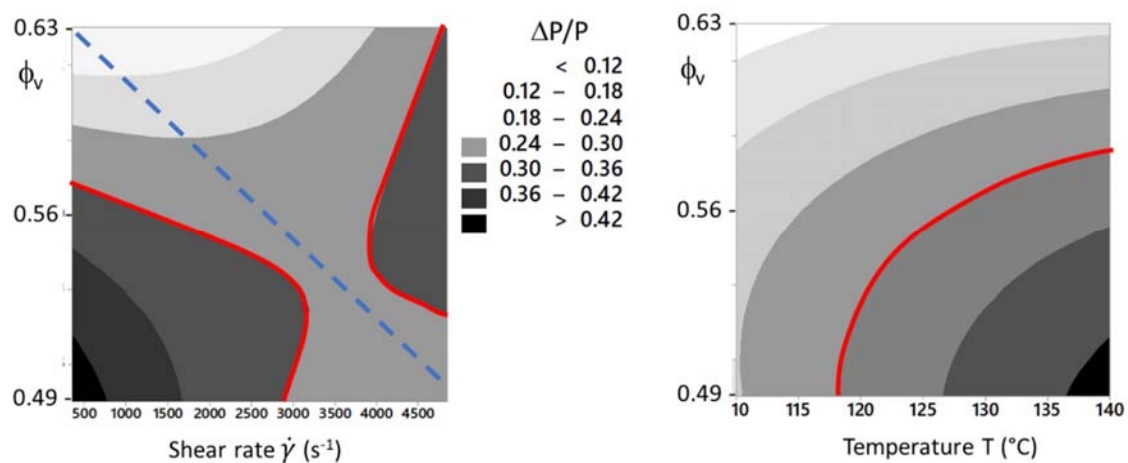 0.63
ϕv
0.56
0.49
500 1000 1500 2000 2500 3000 3500 4000 4500
Shear rate γ̇ (s⁻¹)
ΔP/P
< 0.12
0.12 – 0.18
0.18 – 0.24
0.24 – 0.30
0.30 – 0.36
0.36 – 0.42
> 0.42
0.63
ϕv
0.56
0.49
10 115 120 125 130 135 140
Temperature T (°C)